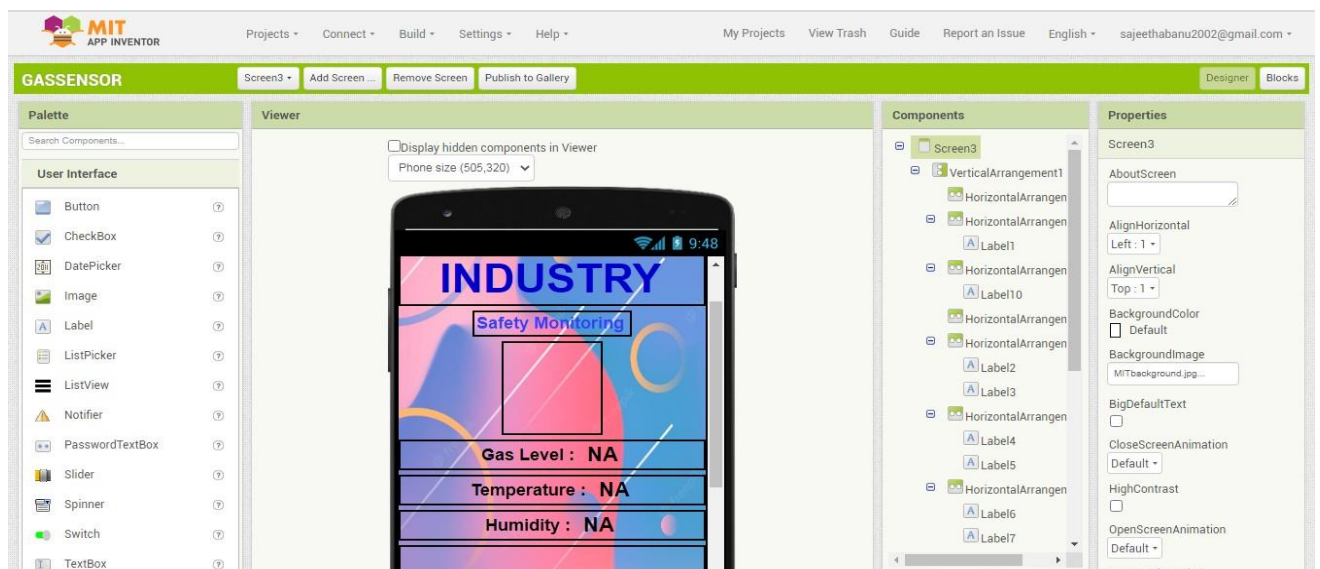 MIT
APP INVENTOR
Projects Connect Build Settings Help My Projects View Trash Guide Report an Issue English sajeethabanu2002@gmail.com
GASSENSOR Screen3 Add Screen ... Remove Screen Publish to Gallery Designer Blocks
Palette
Search Components...
User Interface
Button ?
CheckBox ?
DatePicker ?
Image ?
Label ?
ListPicker ?
ListView ?
Notifier ?
PasswordTextBox ?
Slider ?
Spinner ?
Switch ?
TextBox ?
Viewer
Display hidden components in Viewer
Phone size (505,320)
9:48
INDUSTRY
Safety Monitoring
Gas Level : NA
Temperature : NA
Humidity : NA
Components
Screen3
VerticalArrangement1
HorizontalArrangen
HorizontalArrangen
Label1
HorizontalArrangen
Label10
HorizontalArrangen
HorizontalArrangen
Label2
Label3
HorizontalArrangen
Label4
Label5
HorizontalArrangen
Label6
Label7
Properties
Screen3
AboutScreen
AlignHorizontal
Left : 1
AlignVertical
Top : 1
BackgroundColor
Default
BackgroundImage
MITbackground.jpg...
BigDefaultText
CloseScreenAnimation
Default
HighContrast
OpenScreenAnimation
Default